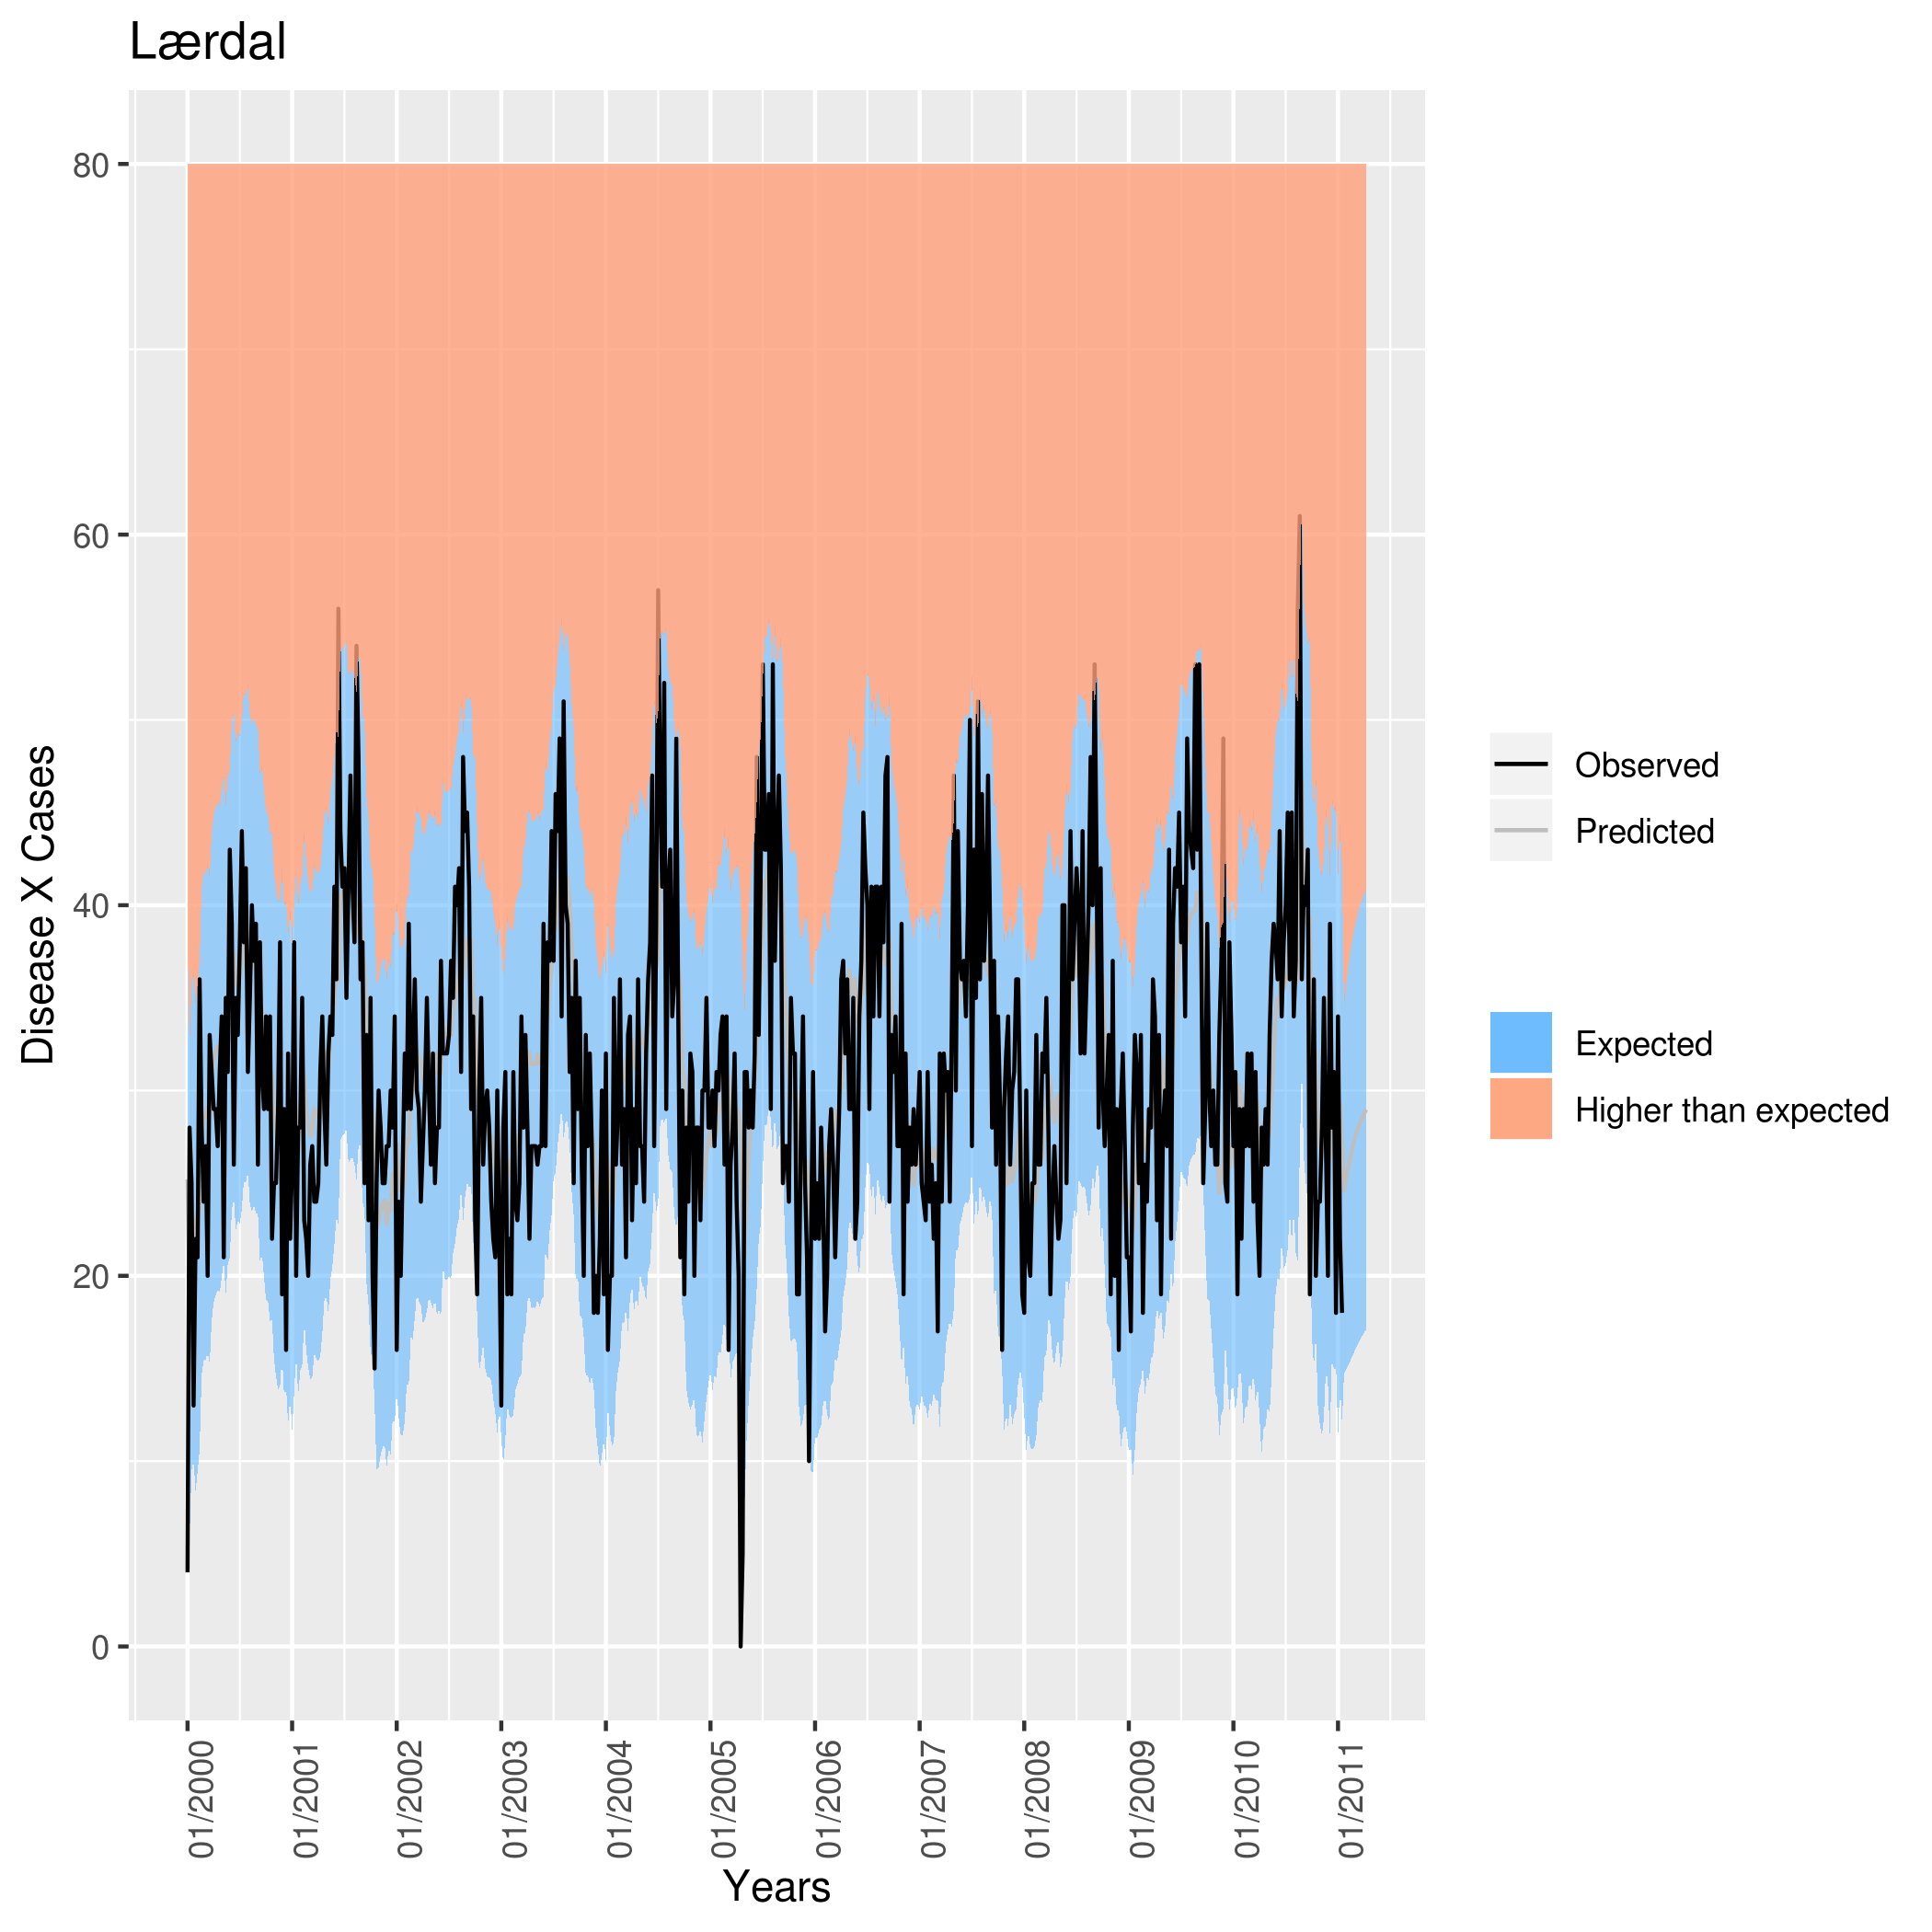 Lærdal
Disease X Cases
80
60
40
20
0
01/2000
01/2001
01/2002
01/2003
01/2004
01/2005
01/2006
01/2007
01/2008
01/2009
01/2010
01/2011
Years
Observed
Predicted
Expected
Higher than expected